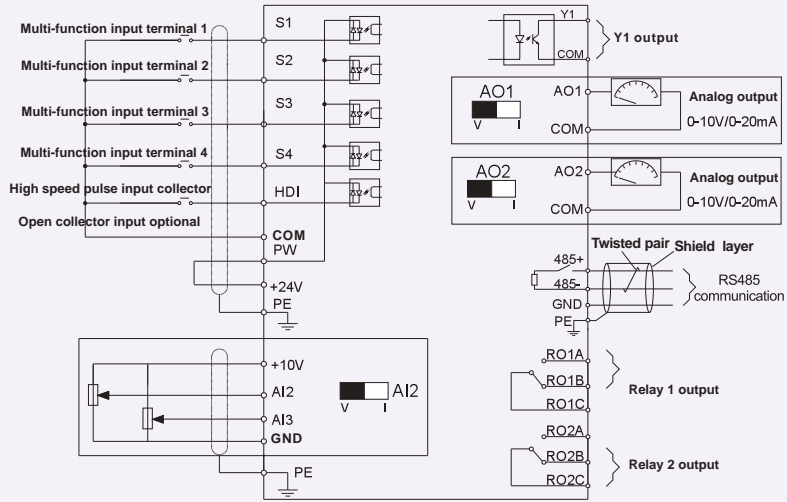 Multi-function input terminal 1
S1
Multi-function input terminal 2
S2
Multi-function input terminal 3
S3
Multi-function input terminal 4
S4
High speed pulse input collector
HDI
Open collector input optional
COM
PW
+24V
PE
+10V
AI2
AI3
GND
PE
V I
AI2
Y1
COM
Y1 output
AO1
V I
AO1
COM
Analog output
0-10V/0-20mA
AO2
V I
AO2
COM
Analog output
0-10V/0-20mA
Twisted pair
Shield layer
485+
485-
GND
PE
RS485
communication
RO1A
RO1B
RO1C
Relay 1 output
RO2A
RO2B
RO2C
Relay 2 output